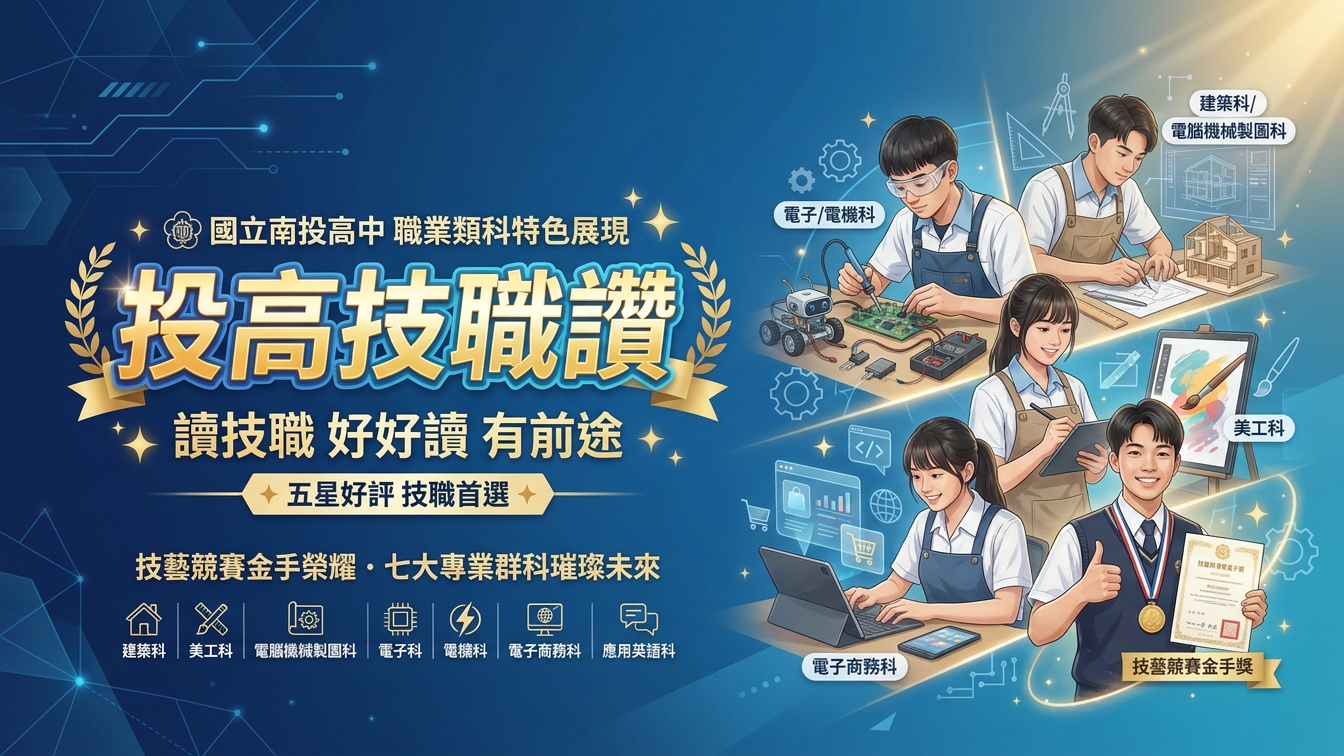 國立南投高中 職業類科特色展現
投高技職讚
讀技職 好好讀 有前途
五星好評 技職首選
技藝競賽金手榮耀・七大專業群科璀璨未來
建築科
美工科
電腦機械製圖科
電子科
電機科
電子商務科
應用英語科
建築科/
電腦機械製圖科
電子/電機科
美工科
</>
電子商務科
技藝競賽金手獎